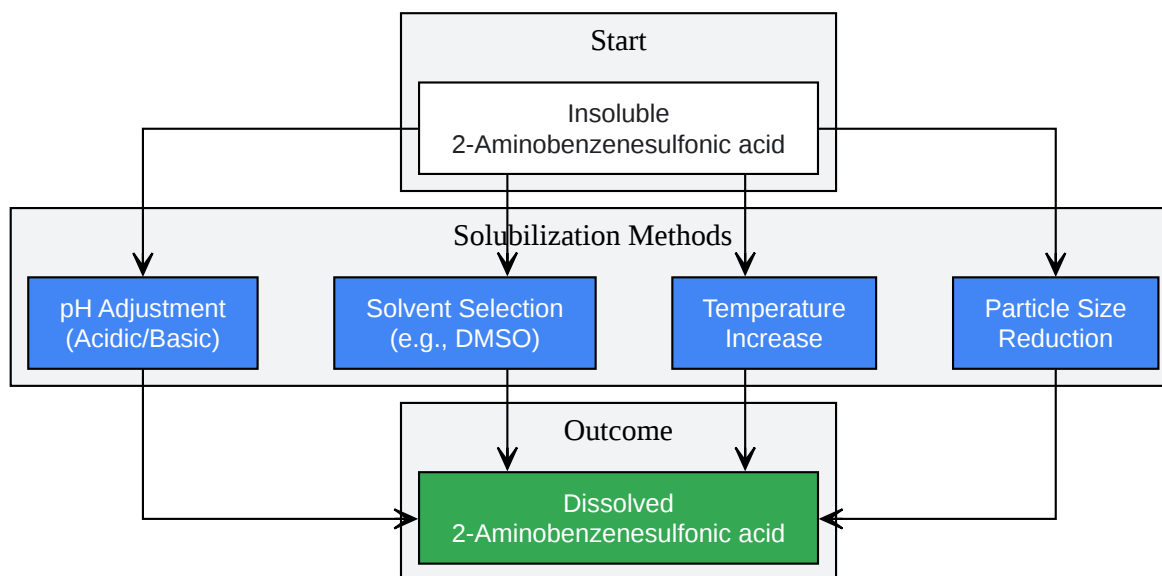 Start
Insoluble
2-Aminobenzenesulfonic acid
Solubilization Methods
pH Adjustment
(Acidic/Basic)
Solvent Selection
(e.g., DMSO)
Temperature
Increase
Particle Size
Reduction
Outcome
Dissolved
2-Aminobenzenesulfonic acid